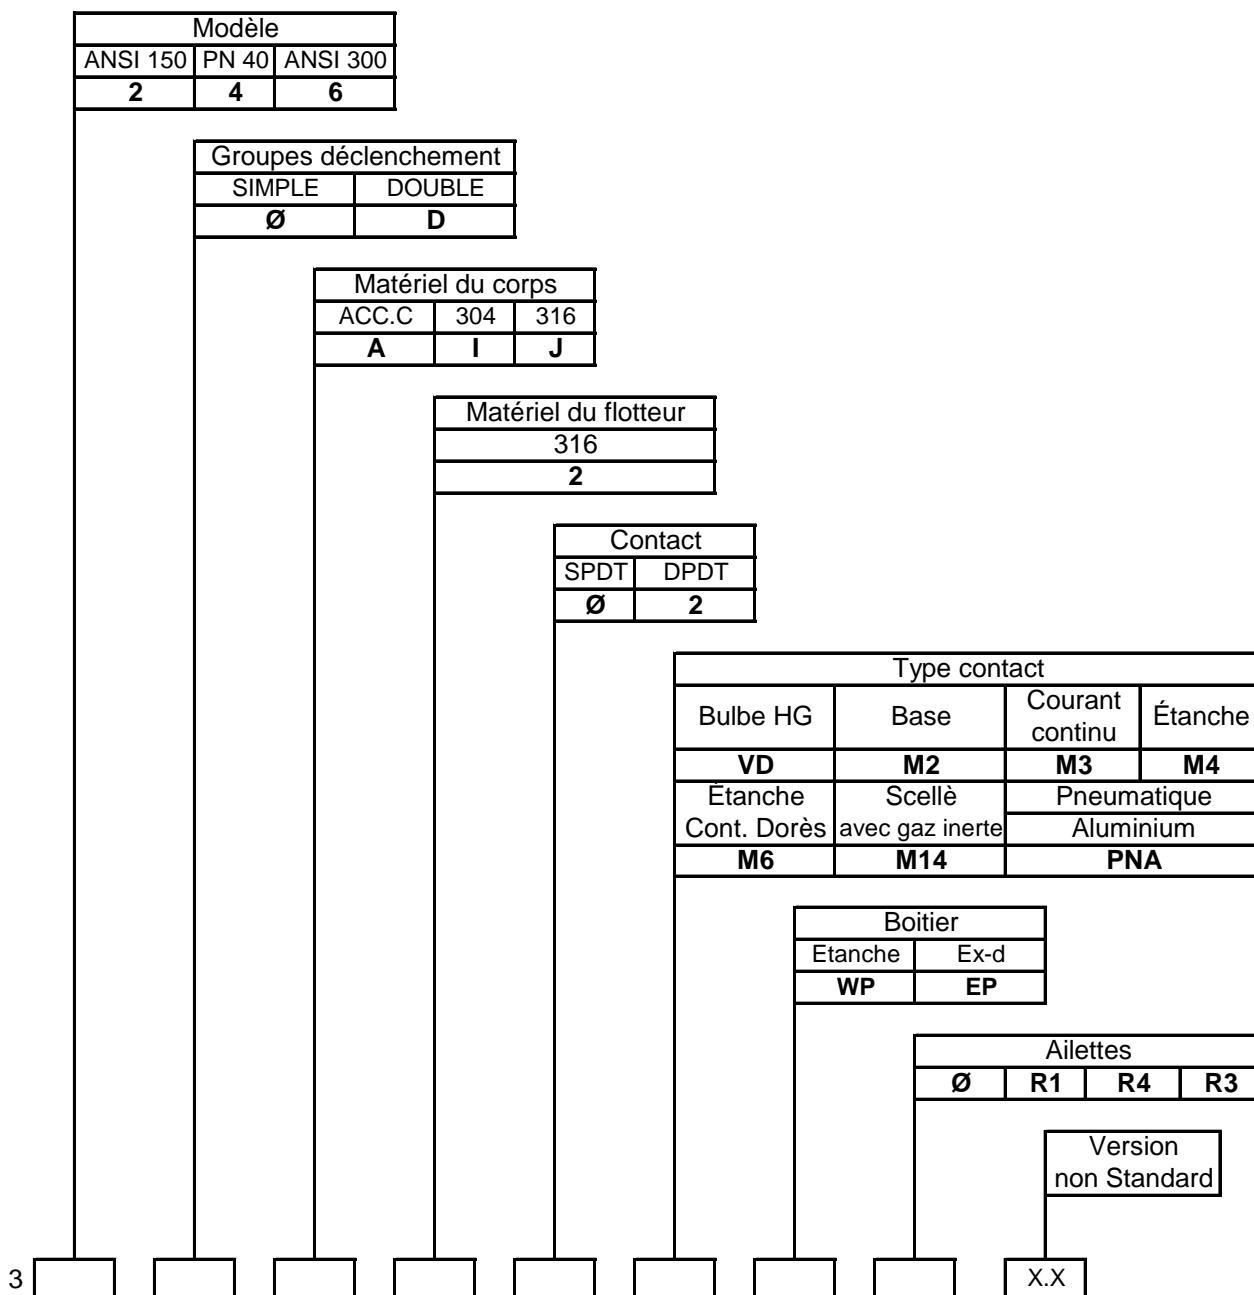 Modèle
ANSI 150 PN 40 ANSI 300
2 4 6
Groupes déclenchement
SIMPLE DOUBLE
Ø D
Matériel du corps
ACC.C 304 316
A I J
Matériel du flotteur
316
2
Contact
SPDT DPDT
Ø 2
Type contact
Bulbe HG Base Courant continu Étanche
VD M2 M3 M4
Étanche Scellè Pneumatique
Cont. Dorès avec gaz inerte Aluminium
M6 M14 PNA
Boitier
Etanche Ex-d
WP EP
Ailettes
Ø R1 R4 R3
Version
non Standard
3 X.X